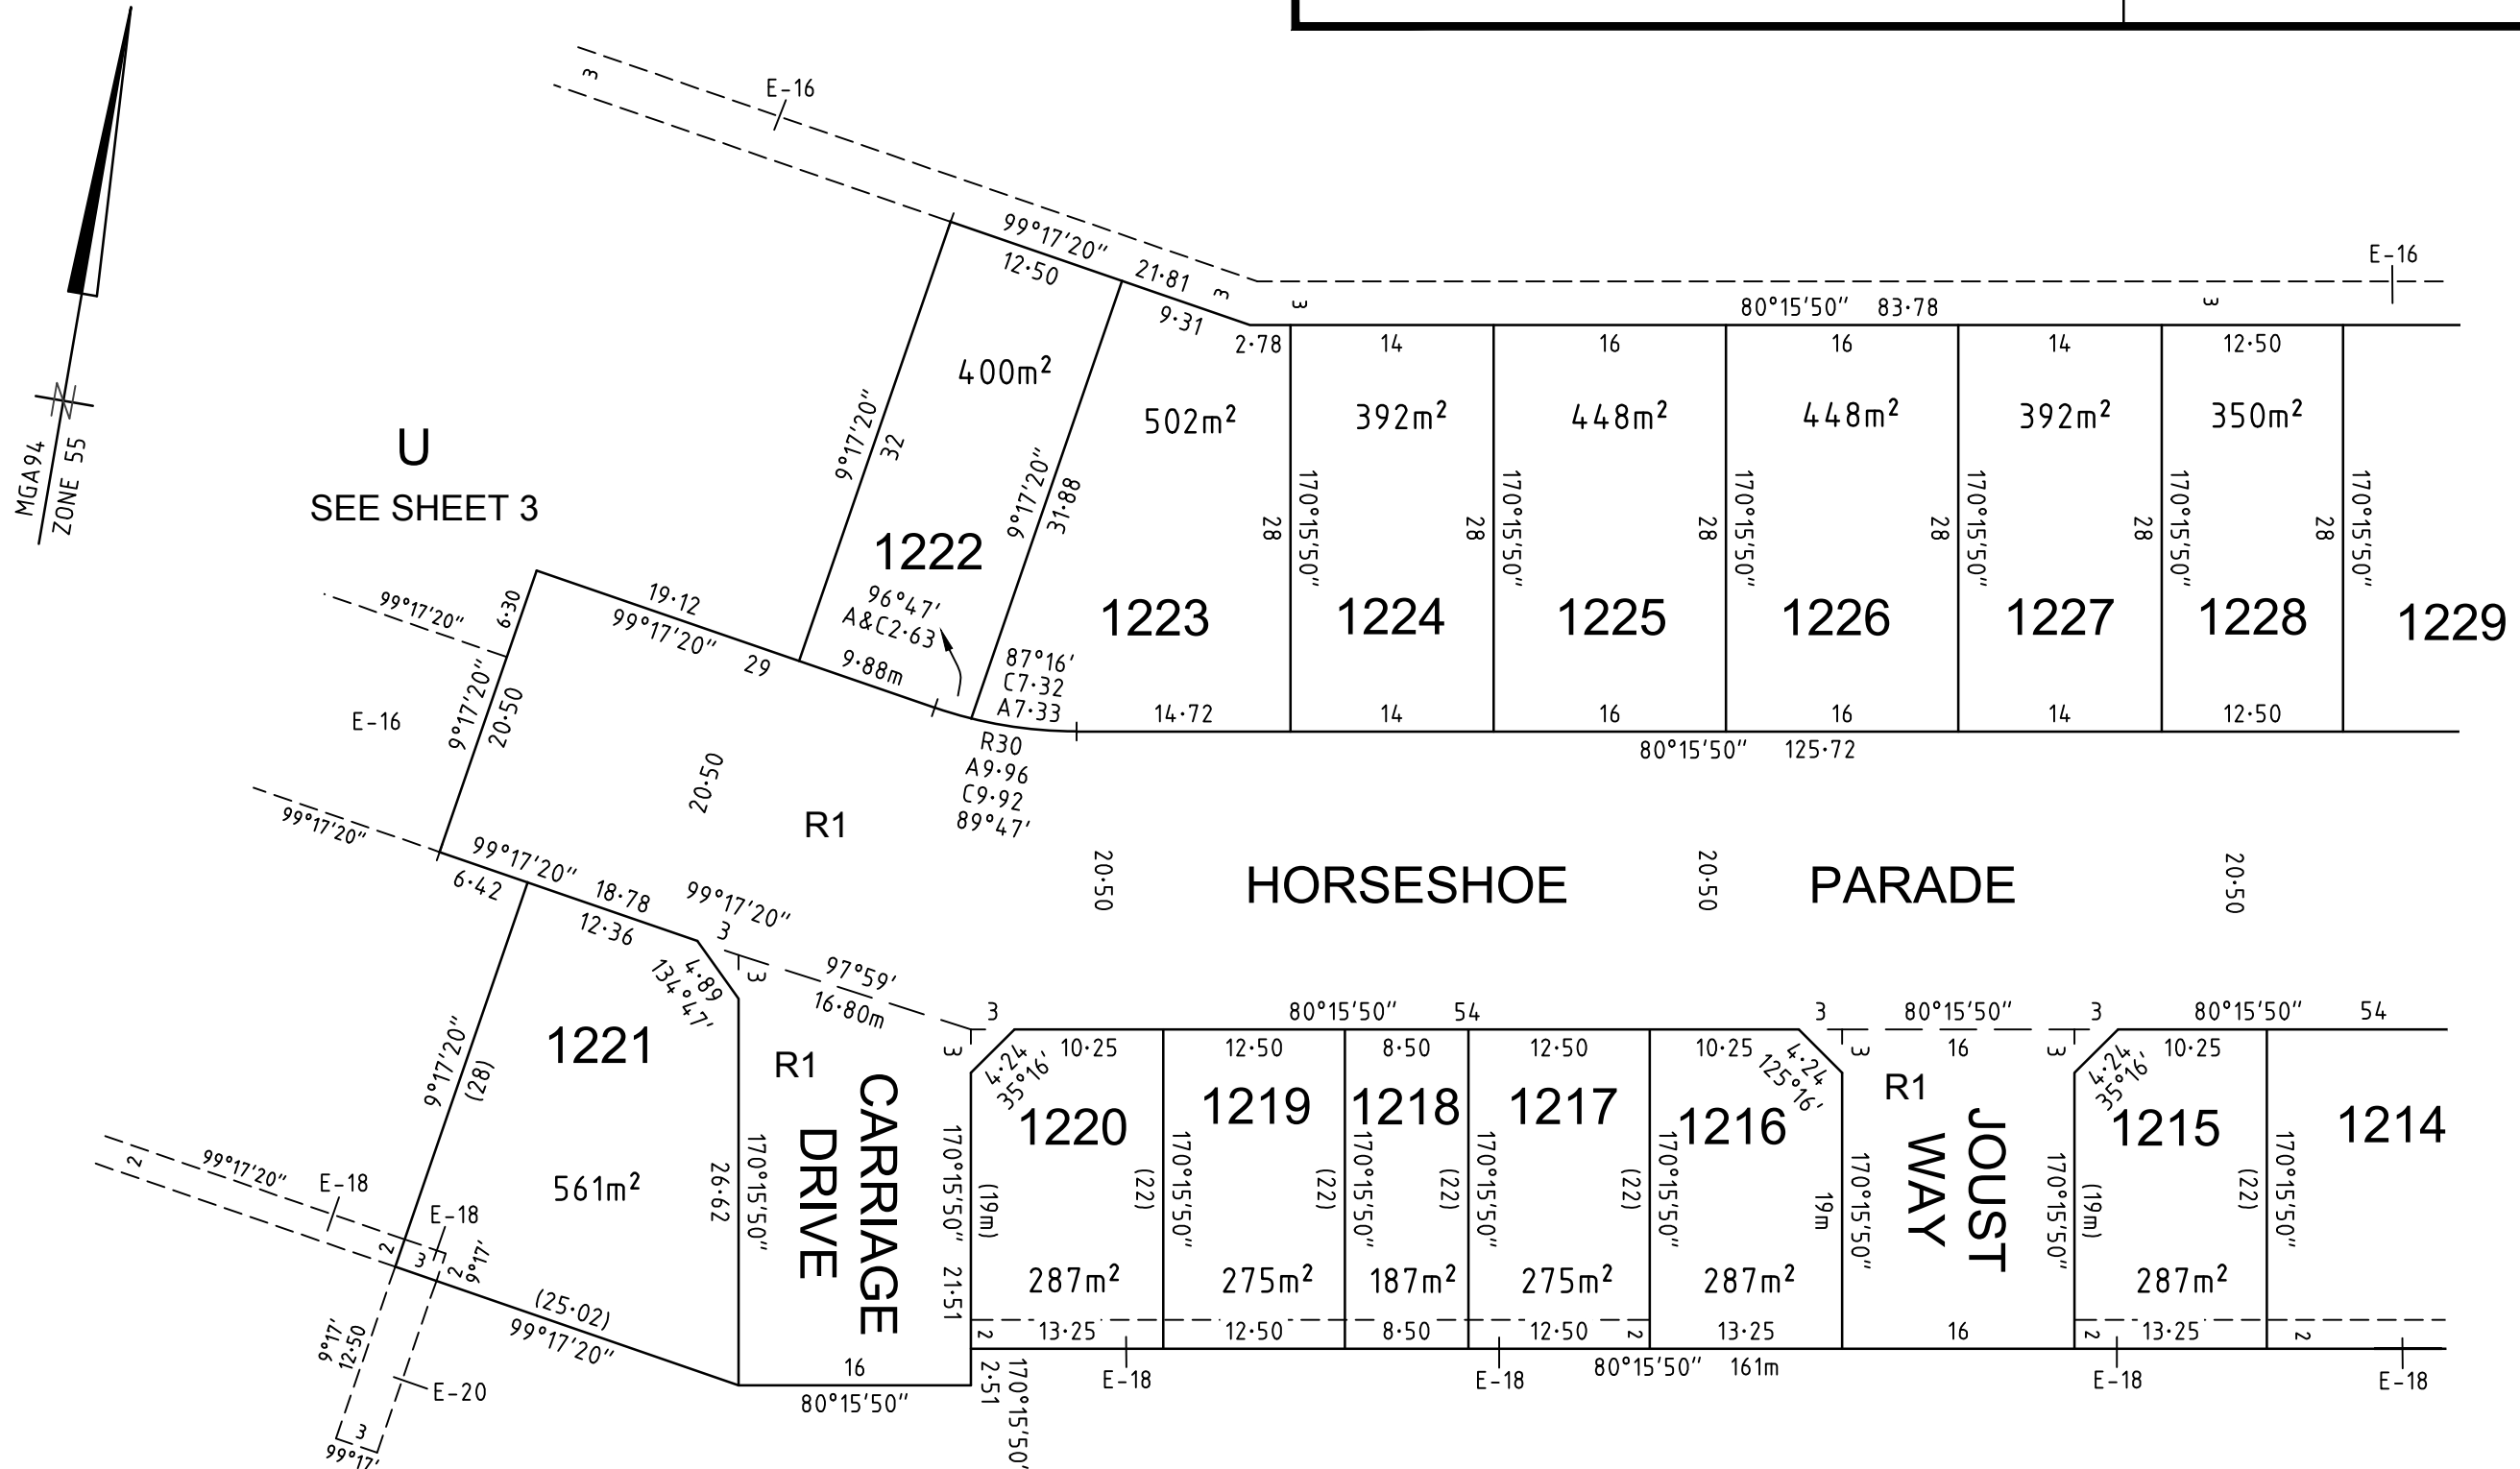 E-16
3
99°17'20"
12·50
21·81
3
9·31
E-16
3
80°15'50" 83·78
3
2·78
14
16
16
14
12·50
MGA94
ZONE 55
N
U
SEE SHEET 3
400m²
502m²
392m²
448m²
448m²
392m²
350m²
9°17'20"
32
9°17'20"
31·88
28
170°15'50"
28
170°15'50"
28
170°15'50"
28
170°15'50"
28
170°15'50"
28
170°15'50"
1222
1223
1224
1225
1226
1227
1228
1229
96°47'
A&C2·63
87°16'
C7·32
A7·33
99°17'20"
6·30
19·12
99°17'20"
29
9·88m
14·72
14
16
16
14
12·50
80°15'50" 125·72
R30
A9·96
C9·92
89°47'
E-16
9°17'20"
20·50
20·50
R1
99°17'20"
20·50
HORSESHOE
20·50
PARADE
20·50
99°17'20"
6·42
18·78
12·36
99°17'20"
3
3
97°59'
16·80m
4·89
134°47'
3
3
80°15'50" 54
3
3
80°15'50"
16
3
3
80°15'50" 54
4·24
35°16'
10·25
12·50
8·50
12·50
10·25
4·24
125°16'
4·24
35°16'
10·25
1221
R1
CARRIAGE
DRIVE
1220
1219
1218
1217
1216
R1
JOUST
WAY
1215
1214
9°17'20"
(28)
561m²
26·62
170°15'50"
170°15'50" 21·51
(19m)
(22)
170°15'50"
(22)
170°15'50"
(22)
170°15'50"
(22)
170°15'50"
19m
170°15'50"
170°15'50"
(19m)
(22)
170°15'50"
287m²
275m²
187m²
275m²
287m²
287m²
2
99°17'20"
E-18
E-18
2
3
2
9°17'
(25·02)
99°17'20"
9°17'
12·50
E-20
3
99°17'
16
80°15'50"
2
13·25
12·50
8·50
12·50
2
13·25
16
2
13·25
2
2·51
170°15'50'
E-18
E-18
80°15'50" 161m
E-18
E-18